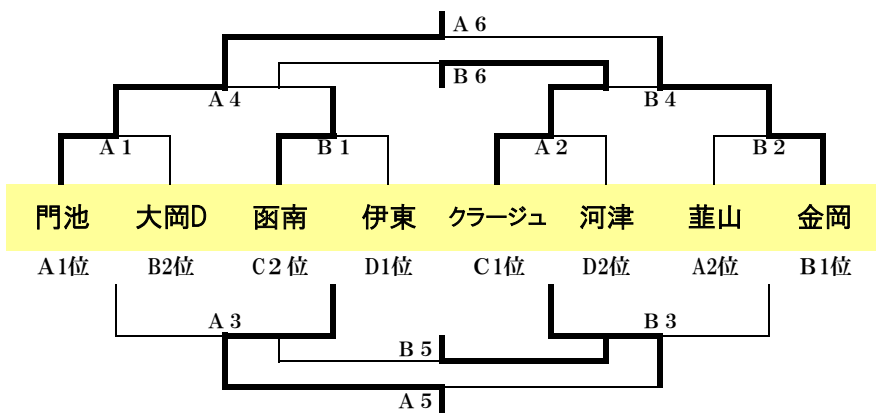 A 6
B 6
A 4
B 4
A 1
B 1
A 2
B 2
門池 大岡D 函南 伊東 クラージュ 河津 韮山 金岡
A1位 B2位 C2位 D1位 C1位 D2位 A2位 B1位
A 3
B 3
B 5
A 5